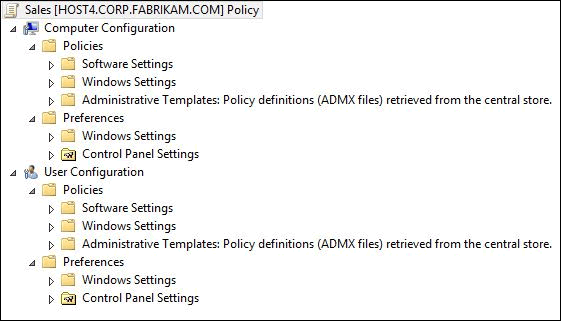 Sales [HOST4.CORP.FABRIKAM.COM] Policy
Computer Configuration
Policies
Software Settings
Windows Settings
Administrative Templates: Policy definitions (ADMX files) retrieved from the central store.
Preferences
Windows Settings
Control Panel Settings
User Configuration
Policies
Software Settings
Windows Settings
Administrative Templates: Policy definitions (ADMX files) retrieved from the central store.
Preferences
Windows Settings
Control Panel Settings